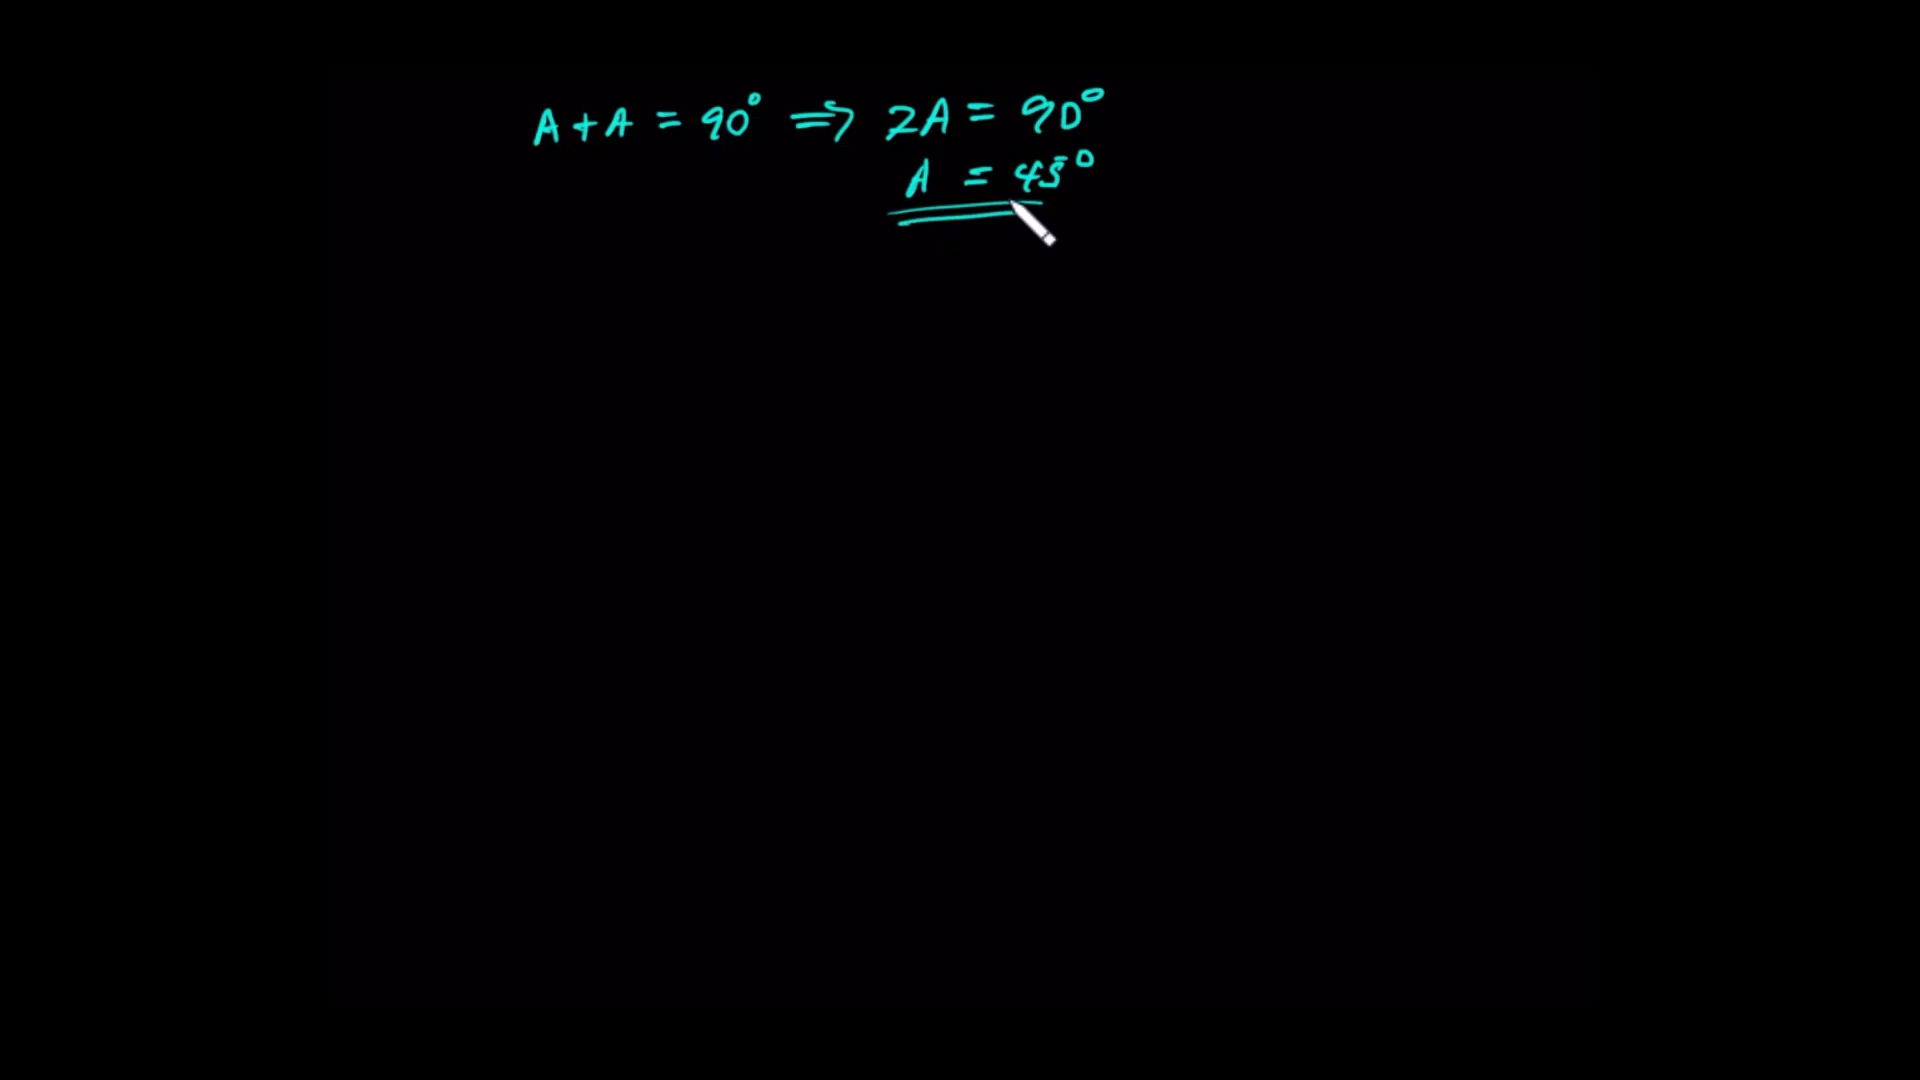 A + A = 90° ⇒ 2A = 90°
A = 45°